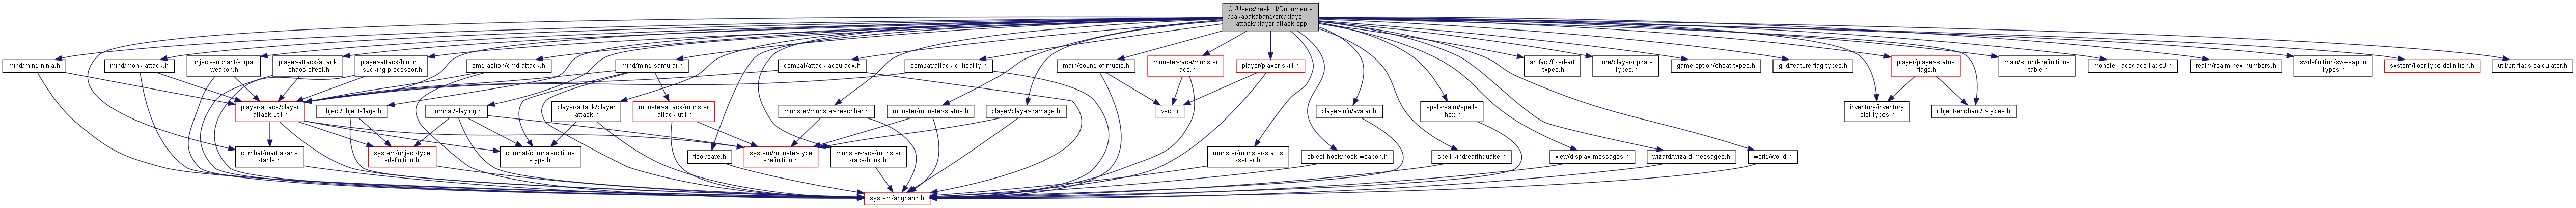 C:/Users/deskull/Documents
/bakabakaband/src/player
-attack/player-attack.cpp
mind/mind-ninja.h
mind/monk-attack.h
object-enchant/vorpal
-weapon.h
player-attack/attack
-chaos-effect.h
player-attack/blood
-sucking-processor.h
cmd-action/cmd-attack.h
mind/mind-samurai.h
combat/attack-accuracy.h
combat/attack-criticality.h
main/sound-of-music.h
monster-race/monster
-race.h
player/player-skill.h
artifact/fixed-art
-types.h
core/player-update
-types.h
game-option/cheat-types.h
grid/feature-flag-types.h
player/player-status
-flags.h
main/sound-definitions
-table.h
monster-race/race-flags3.h
realm/realm-hex-numbers.h
sv-definition/sv-weapon
-types.h
system/floor-type-definition.h
util/bit-flags-calculator.h
player-attack/player
-attack-util.h
object/object-flags.h
combat/slaying.h
player-attack/player
-attack.h
monster-attack/monster
-attack-util.h
monster/monster-describer.h
monster/monster-status.h
player/player-damage.h
vector
player-info/avatar.h
spell-realm/spells
-hex.h
inventory/inventory
-slot-types.h
object-enchant/tr-types.h
combat/martial-arts
-table.h
system/object-type
-definition.h
combat/combat-options
-type.h
floor/cave.h
system/monster-type
-definition.h
monster-race/monster
-race-hook.h
monster/monster-status
-setter.h
object-hook/hook-weapon.h
spell-kind/earthquake.h
view/display-messages.h
wizard/wizard-messages.h
world/world.h
system/angband.h